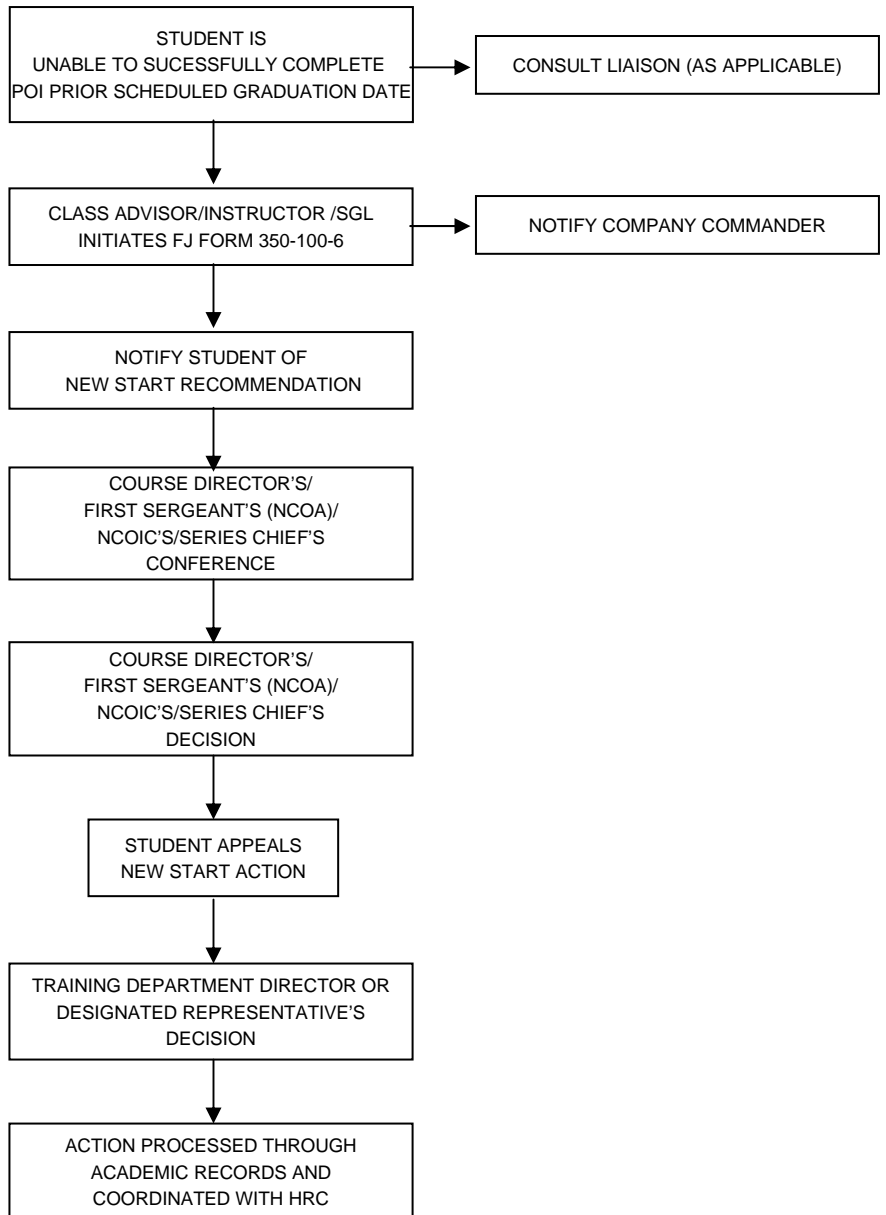 STUDENT IS
UNABLE TO SUCESSFULLY COMPLETE
POI PRIOR SCHEDULED GRADUATION DATE
CONSULT LIAISON (AS APPLICABLE)
CLASS ADVISOR/INSTRUCTOR /SGL
INITIATES FJ FORM 350-100-6
NOTIFY COMPANY COMMANDER
NOTIFY STUDENT OF
NEW START RECOMMENDATION
COURSE DIRECTOR’S/
FIRST SERGEANT’S (NCOA)/
NCOIC’S/SERIES CHIEF’S
CONFERENCE
COURSE DIRECTOR’S/
FIRST SERGEANT’S (NCOA)/
NCOIC’S/SERIES CHIEF’S
DECISION
STUDENT APPEALS
NEW START ACTION
TRAINING DEPARTMENT DIRECTOR OR
DESIGNATED REPRESENTATIVE’S
DECISION
ACTION PROCESSED THROUGH
ACADEMIC RECORDS AND
COORDINATED WITH HRC